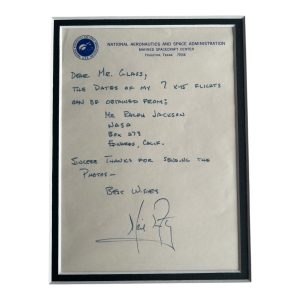 NATIONAL AERONAUTICS AND SPACE ADMINISTRATION
MANNED SPACECRAFT CENTER
HOUSTON, TEXAS 77058
DEAR MR. GLASS,
THE DATES OF MY 7 X-15 FLIGHTS
CAN BE OBTAINED FROM:
MR RALPH JACKSON
NASA
BOX 273
EDWARDS, CALIF.
SINCERE THANKS FOR SENDING THE
PHOTOS—
BEST WISHES